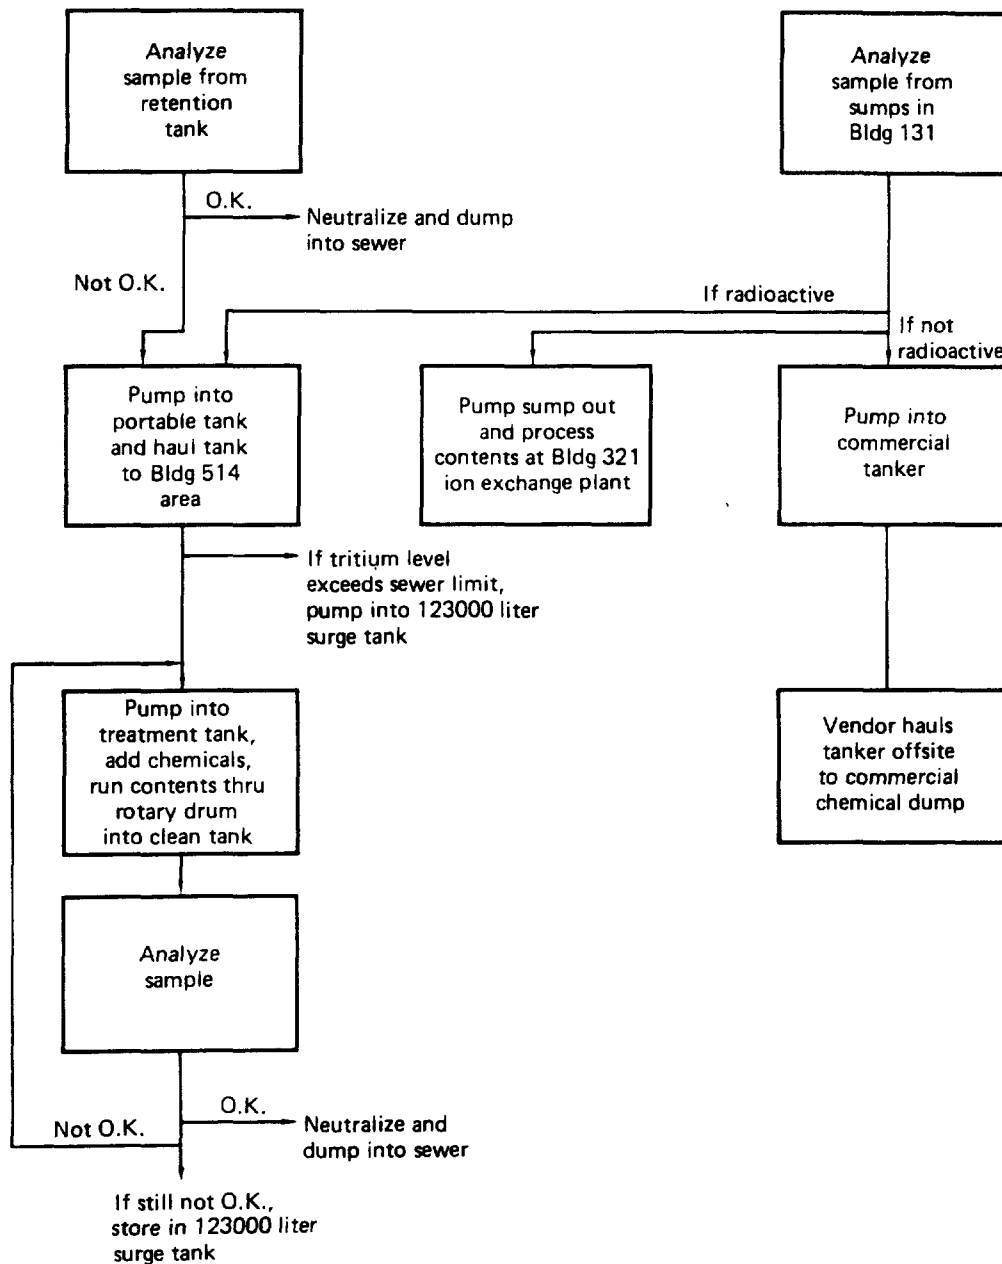 Analyze
sample from
retention
tank
Analyze
sample from
sumps in
Bldg 131
O.K.
Neutralize and dump
into sewer
Not O.K.
If radioactive
If not
radioactive
Pump into
portable tank
and haul tank
to Bldg 514
area
Pump sump out
and process
contents at Bldg 321
ion exchange plant
Pump into
commercial
tanker
If tritium level
exceeds sewer limit,
pump into 123000 liter
surge tank
Pump into
treatment tank,
add chemicals,
run contents thru
rotary drum
into clean tank
Vendor hauls
tanker offsite
to commercial
chemical dump
Analyze
sample
O.K.
Neutralize and
dump into sewer
Not O.K.
If still not O.K.,
store in 123000 liter
surge tank